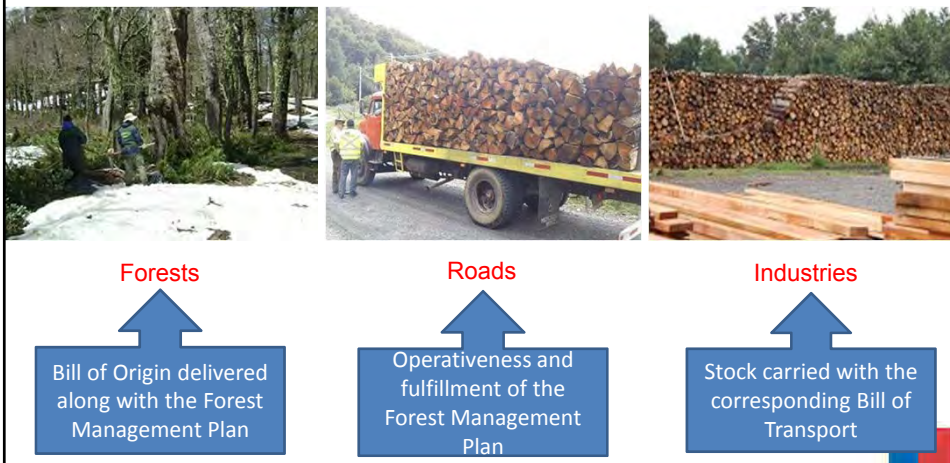 Forests
Roads
Industries
Bill of Origin delivered
along with the Forest
Management Plan
Operativeness and
fulfillment of the
Forest Management
Plan
Stock carried with the
corresponding Bill of
Transport